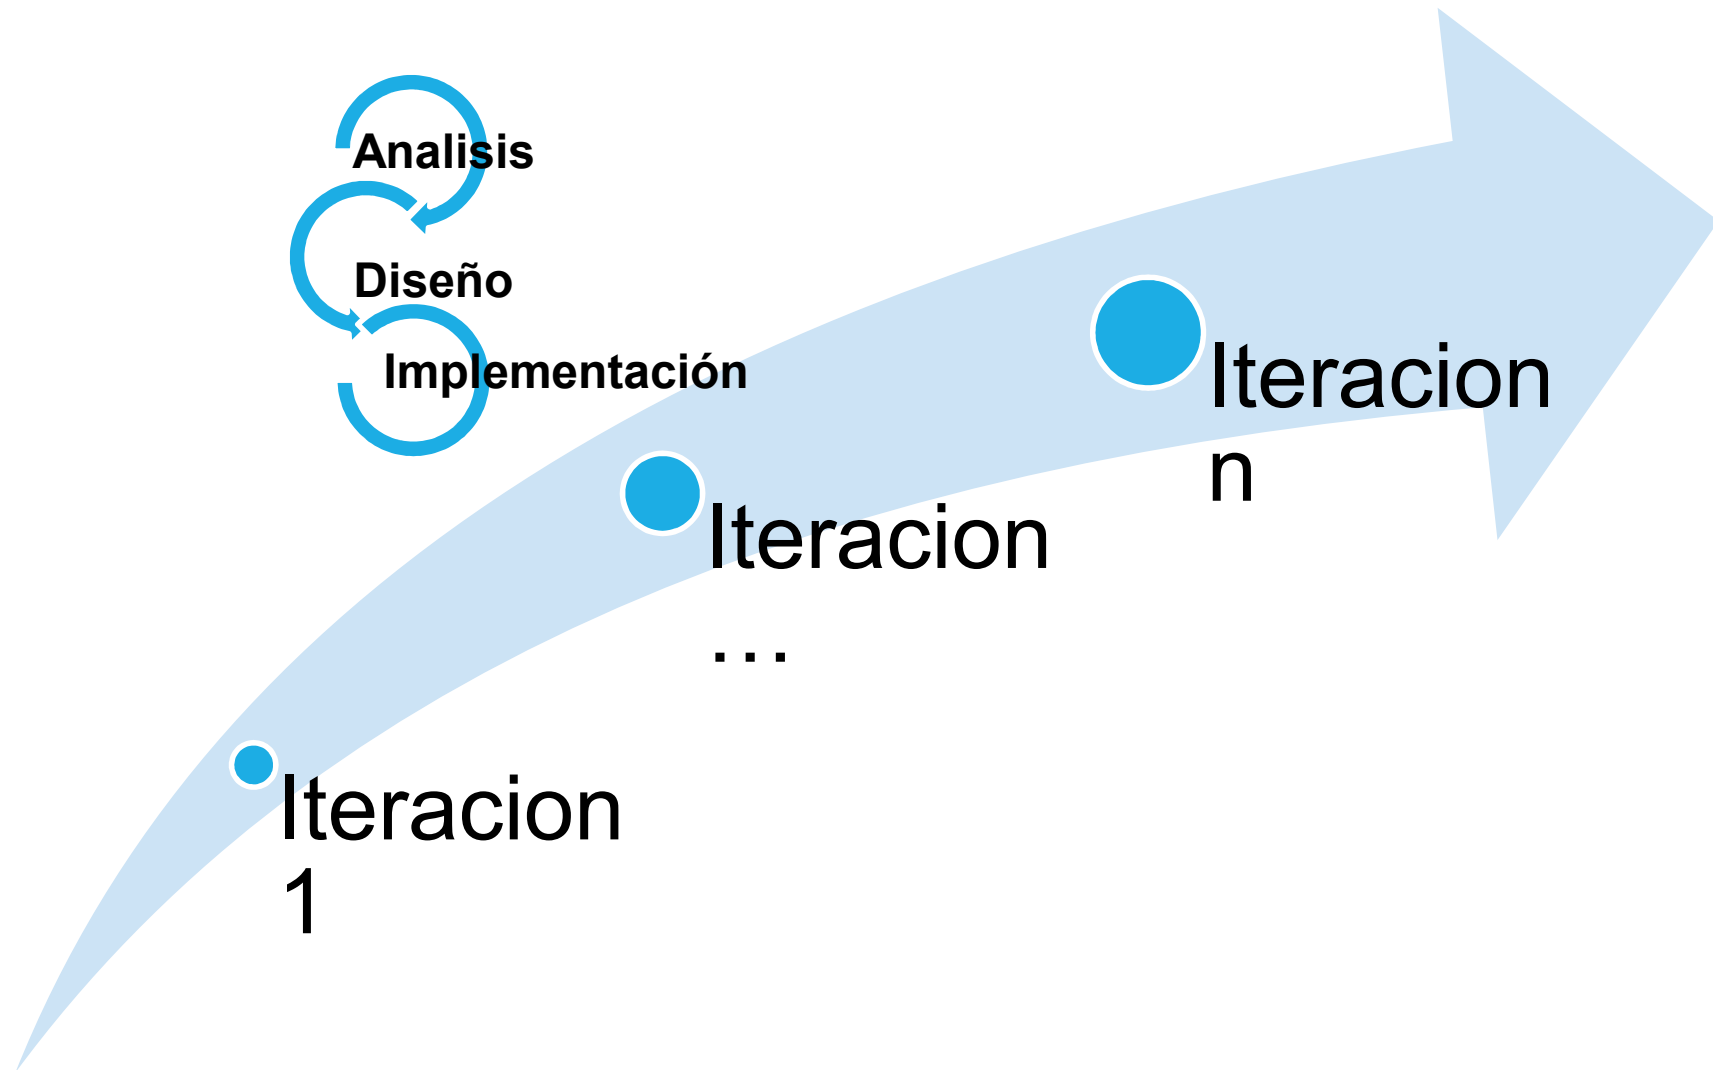 Analisis
Diseño
Implementación
Iteracion
n
Iteracion
…
Iteracion
1